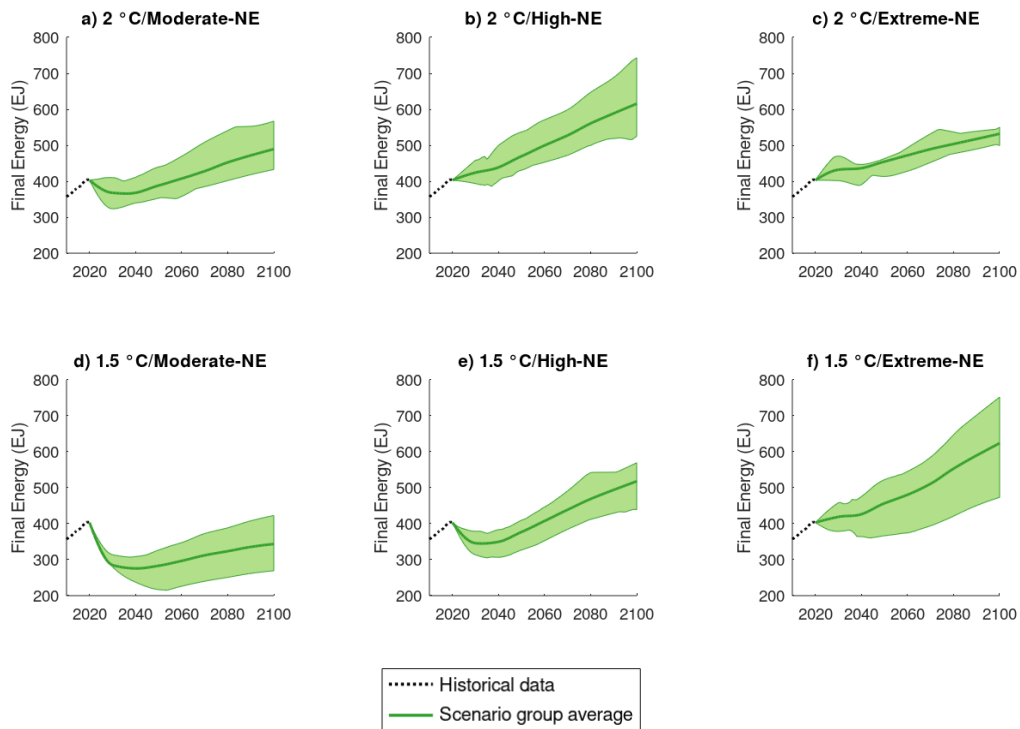 a) 2 °C/Moderate-NE
800
700
600
500
400
300
200
Final Energy (EJ)
2020 2040 2060 2080 2100
b) 2 °C/High-NE
800
700
600
500
400
300
200
Final Energy (EJ)
2020 2040 2060 2080 2100
c) 2 °C/Extreme-NE
800
700
600
500
400
300
200
Final Energy (EJ)
2020 2040 2060 2080 2100
d) 1.5 °C/Moderate-NE
800
700
600
500
400
300
200
Final Energy (EJ)
2020 2040 2060 2080 2100
e) 1.5 °C/High-NE
800
700
600
500
400
300
200
Final Energy (EJ)
2020 2040 2060 2080 2100
f) 1.5 °C/Extreme-NE
800
700
600
500
400
300
200
Final Energy (EJ)
2020 2040 2060 2080 2100
Historical data
Scenario group average